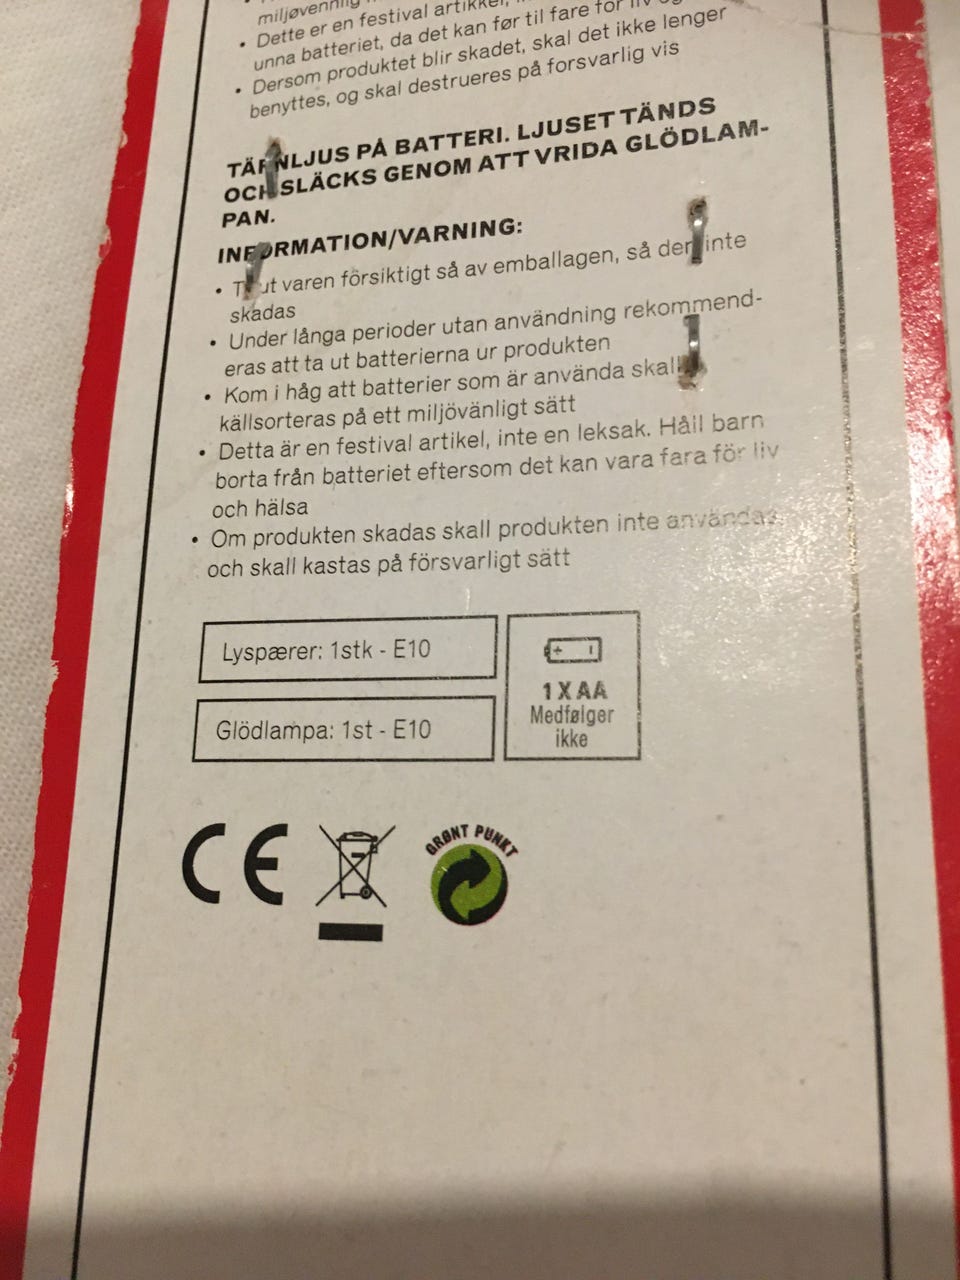 miljøvennlig
• Dette er en festival artikkel,
unna batteriet, da det kan før til fare for liv
• Dersom produktet blir skadet, skal det ikke lenger
benyttes, og skal destrueres på forsvarlig vis
TÄRNLJUS PÅ BATTERI. LJUSET TÄNDS
OCH SLÄCKS GENOM ATT VRIDA GLÖDLAM-
PAN.
INFORMATION/VARNING:
• ut varen försiktigt så av emballagen, så den inte
skadas
• Under långa perioder utan användning rekommend-
eras att ta ut batterierna ur produkten
• Kom i håg att batterier som är använda skall
källsorteras på ett miljövänligt sätt
• Detta är en festival artikel, inte en leksak. Håil barn
borta från batteriet eftersom det kan vara fara för liv
och hälsa
• Om produkten skadas skall produkten inte användas
och skall kastas på försvarligt sätt
Lyspærer: 1stk - E10
Glödlampa: 1st - E10
1 X AA
Medfølger
ikke
CE
GRØNT PUNKT